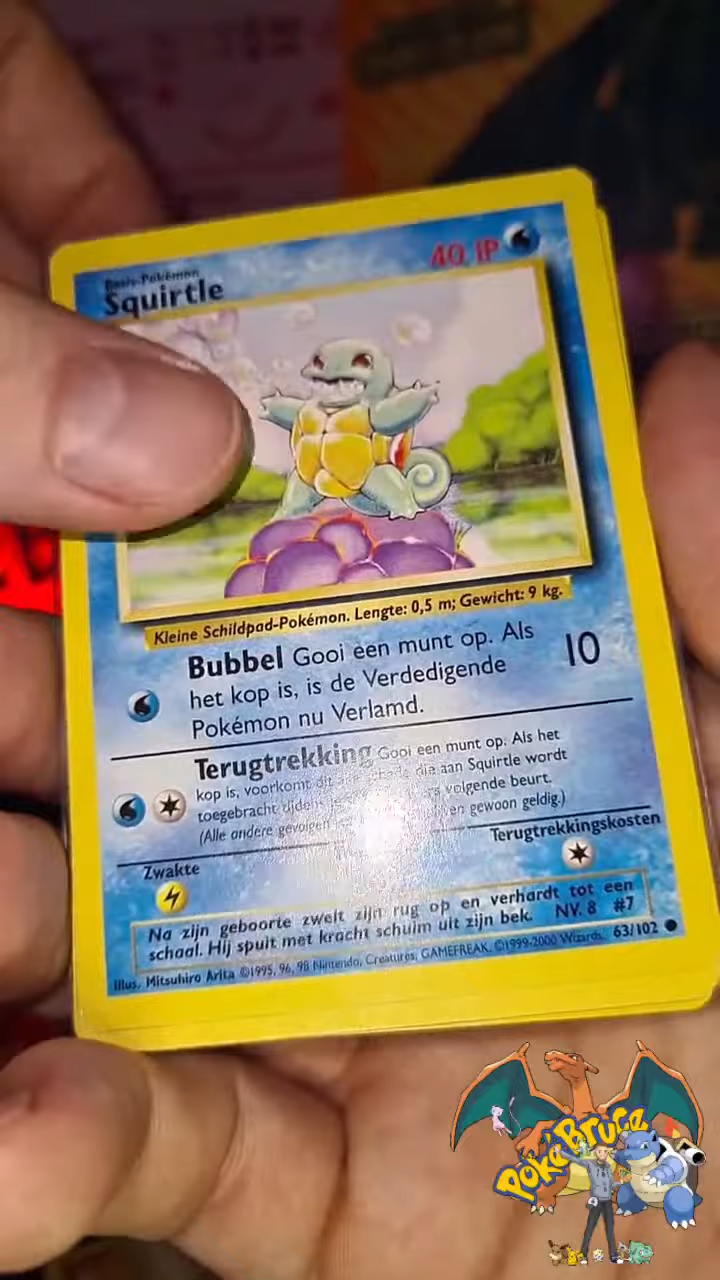 Basis-Pokémon
Squirtle
40 IP
Kleine Schildpad-Pokémon. Lengte: 0,5 m; Gewicht: 9 kg.
Bubbel Gooi een munt op. Als
het kop is, is de Verdedigende
Pokémon nu Verlamd.
10
Terugtrekking Gooi een munt op. Als het
kop is, voorkomt dit die aan Squirtle wordt
toegebracht volgende beurt.
(Alle andere gevolgen gewoon geldig.)
Zwakte
Terugtrekkingskosten
Na zijn geboorte zwelt zijn rug op en verhardt tot een
schaal. Hij spuit met kracht schuim uit zijn bek. NV. 8 #7
Illus. Mitsuhiro Arita ©1995, 96, 98 Nintendo, Creatures, GAMEFREAK. ©1999-2000 Wizards. 63/102
PokéBruce